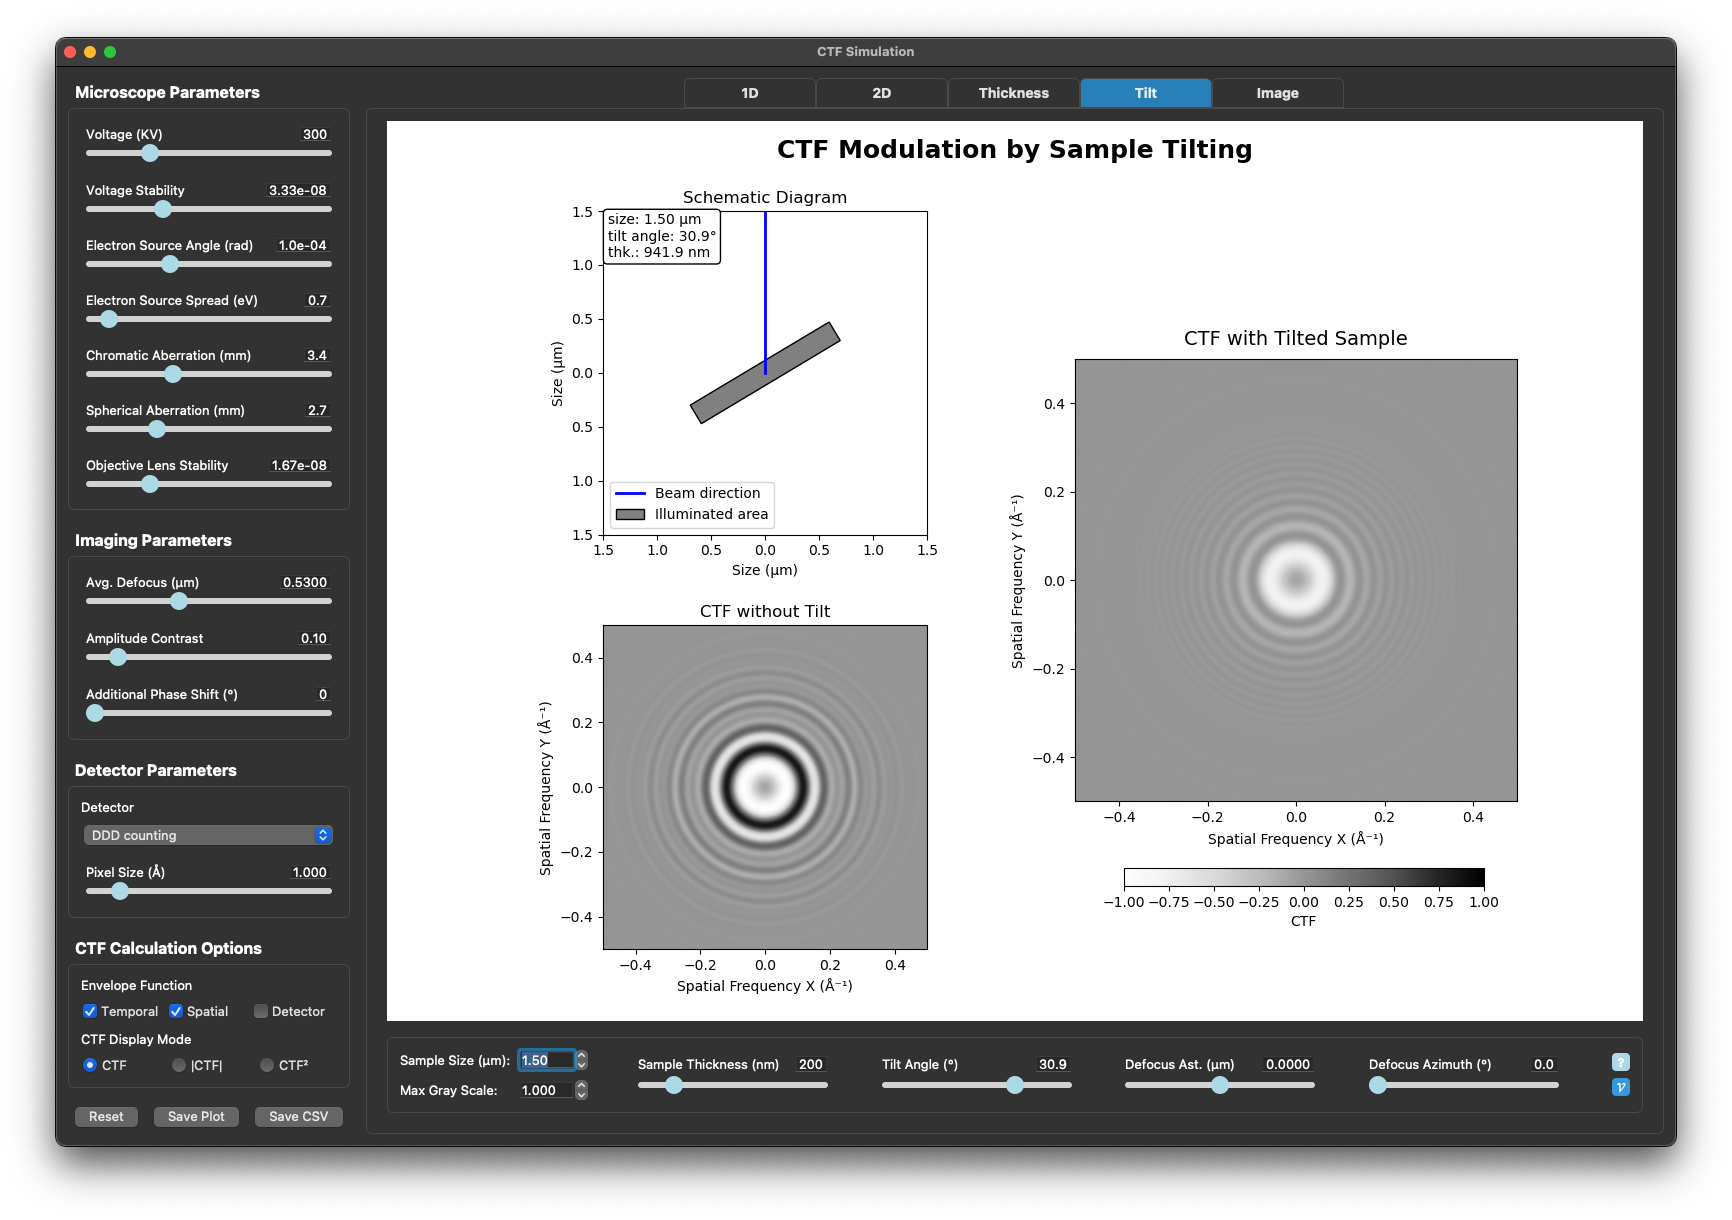 CTF Simulation
Microscope Parameters
Voltage (KV) 300
Voltage Stability 3.33e-08
Electron Source Angle (rad) 1.0e-04
Electron Source Spread (eV) 0.7
Chromatic Aberration (mm) 3.4
Spherical Aberration (mm) 2.7
Objective Lens Stability 1.67e-08
Imaging Parameters
Avg. Defocus (µm) 0.5300
Amplitude Contrast 0.10
Additional Phase Shift (°) 0
Detector Parameters
Detector
DDD counting
Pixel Size (Å) 1.000
CTF Calculation Options
Envelope Function
Temporal Spatial Detector
CTF Display Mode
CTF |CTF| CTF²
Reset Save Plot Save CSV
1D 2D Thickness Tilt Image
CTF Modulation by Sample Tilting
Schematic Diagram
size: 1.50 µm
tilt angle: 30.9°
thk.: 941.9 nm
1.5
1.0
0.5
0.0
0.5
1.0
1.5
Size (µm)
Beam direction
Illuminated area
1.5 1.0 0.5 0.0 0.5 1.0 1.5
Size (µm)
CTF without Tilt
0.4
0.2
0.0
−0.2
−0.4
Spatial Frequency Y (Å⁻¹)
−0.4 −0.2 0.0 0.2 0.4
Spatial Frequency X (Å⁻¹)
CTF with Tilted Sample
0.4
0.2
0.0
−0.2
−0.4
Spatial Frequency Y (Å⁻¹)
−0.4 −0.2 0.0 0.2 0.4
Spatial Frequency X (Å⁻¹)
−1.00 −0.75 −0.50 −0.25 0.00 0.25 0.50 0.75 1.00
CTF
Sample Size (µm): 1.50
Max Gray Scale: 1.000
Sample Thickness (nm) 200
Tilt Angle (°) 30.9
Defocus Ast. (µm) 0.0000
Defocus Azimuth (°) 0.0
?